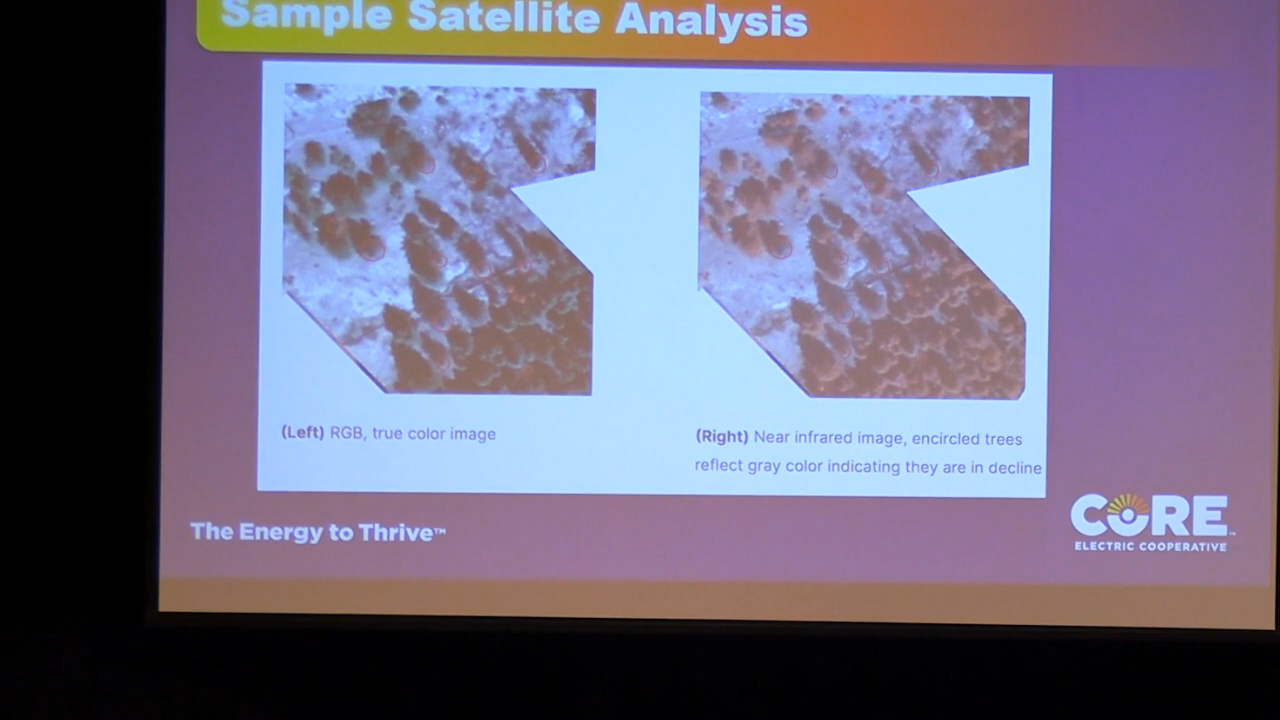 Sample Satellite Analysis
(Left) RGB, true color image
(Right) Near infrared image, encircled trees
reflect gray color indicating they are in decline
The Energy to Thrive™
CORE™
ELECTRIC COOPERATIVE